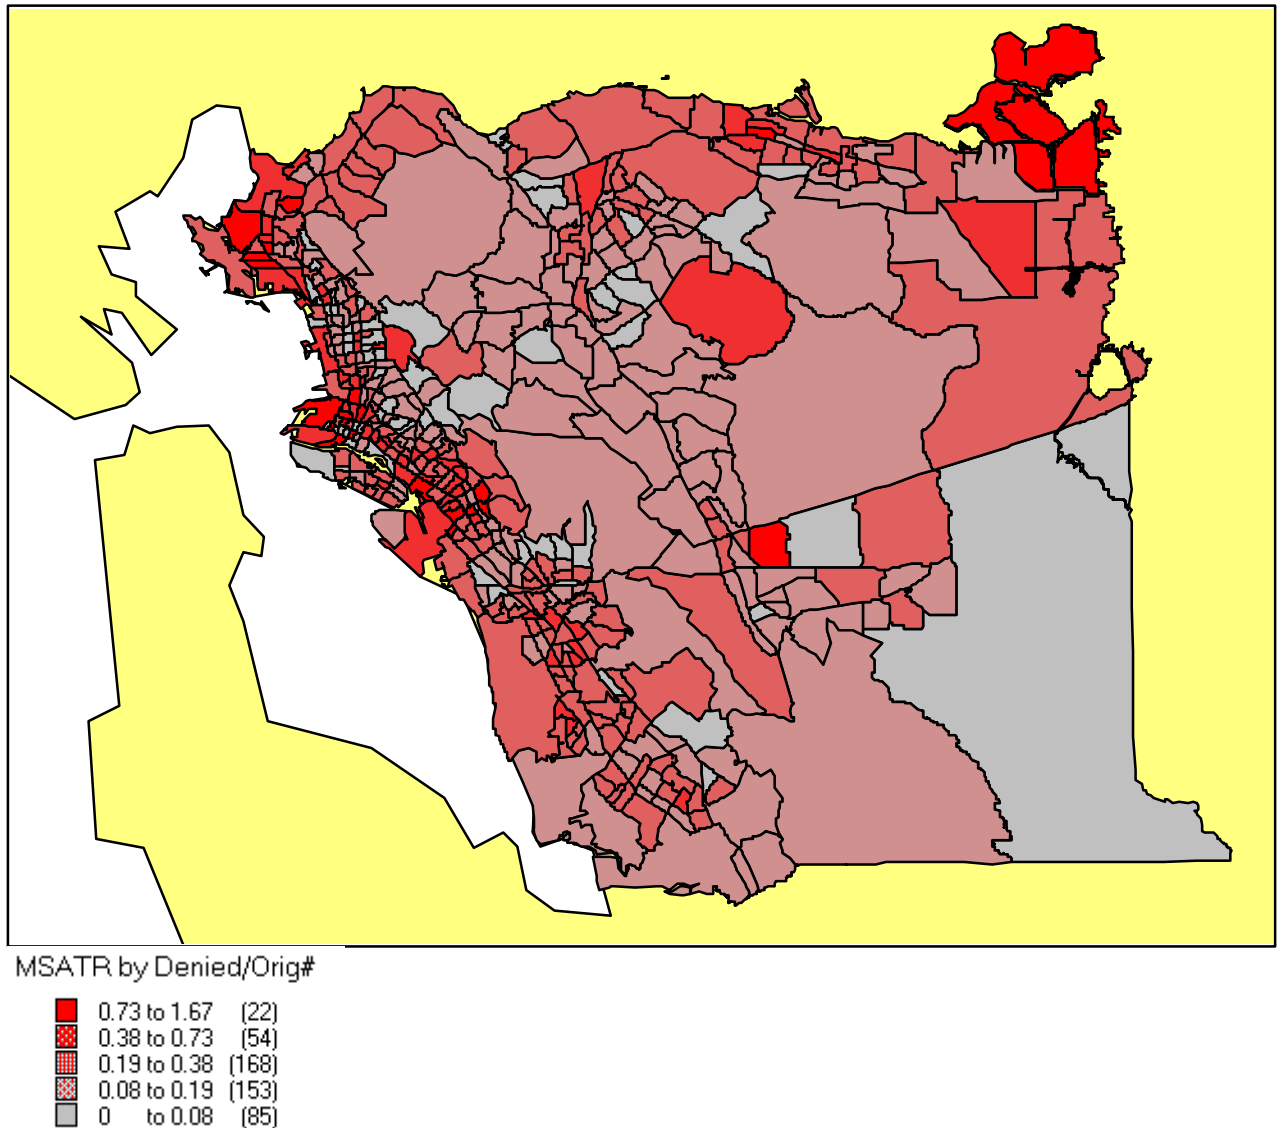 MSATR by Denied/Orig#
0.73 to 1.67 (22)
0.38 to 0.73 (54)
0.19 to 0.38 (168)
0.08 to 0.19 (153)
0 to 0.08 (85)